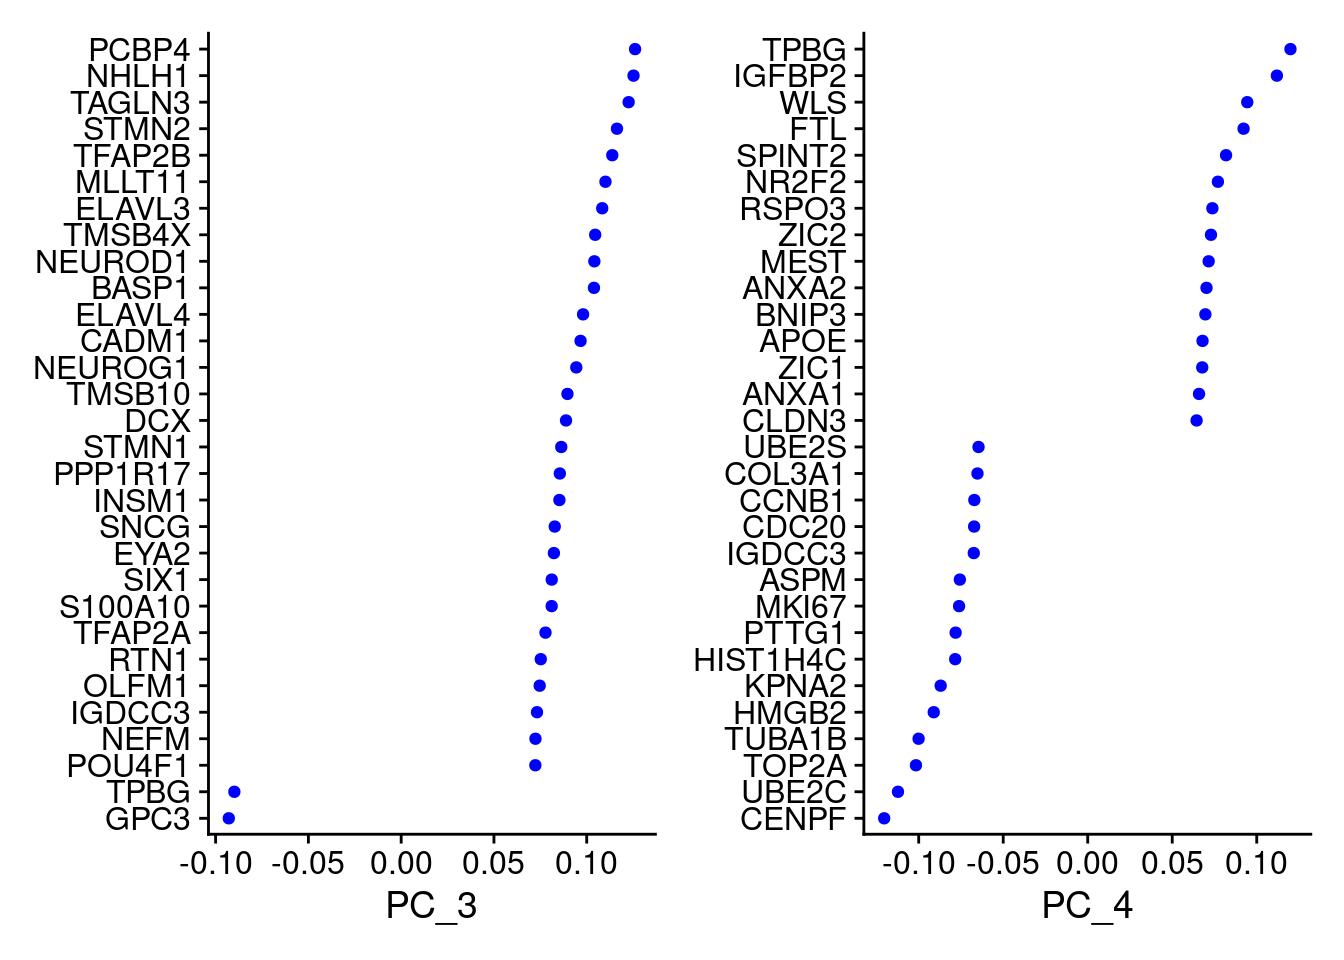 PCBP4
NHLH1
TAGLN3
STMN2
TFAP2B
MLLT11
ELAVL3
TMSB4X
NEUROD1
BASP1
ELAVL4
CADM1
NEUROG1
TMSB10
DCX
STMN1
PPP1R17
INSM1
SNCG
EYA2
SIX1
S100A10
TFAP2A
RTN1
OLFM1
IGDCC3
NEFM
POU4F1
TPBG
GPC3
-0.10 -0.05 0.00 0.05 0.10
PC_3
TPBG
IGFBP2
WLS
FTL
SPINT2
NR2F2
RSPO3
ZIC2
MEST
ANXA2
BNIP3
APOE
ZIC1
ANXA1
CLDN3
UBE2S
COL3A1
CCNB1
CDC20
IGDCC3
ASPM
MKI67
PTTG1
HIST1H4C
KPNA2
HMGB2
TUBA1B
TOP2A
UBE2C
CENPF
-0.10 -0.05 0.00 0.05 0.10
PC_4